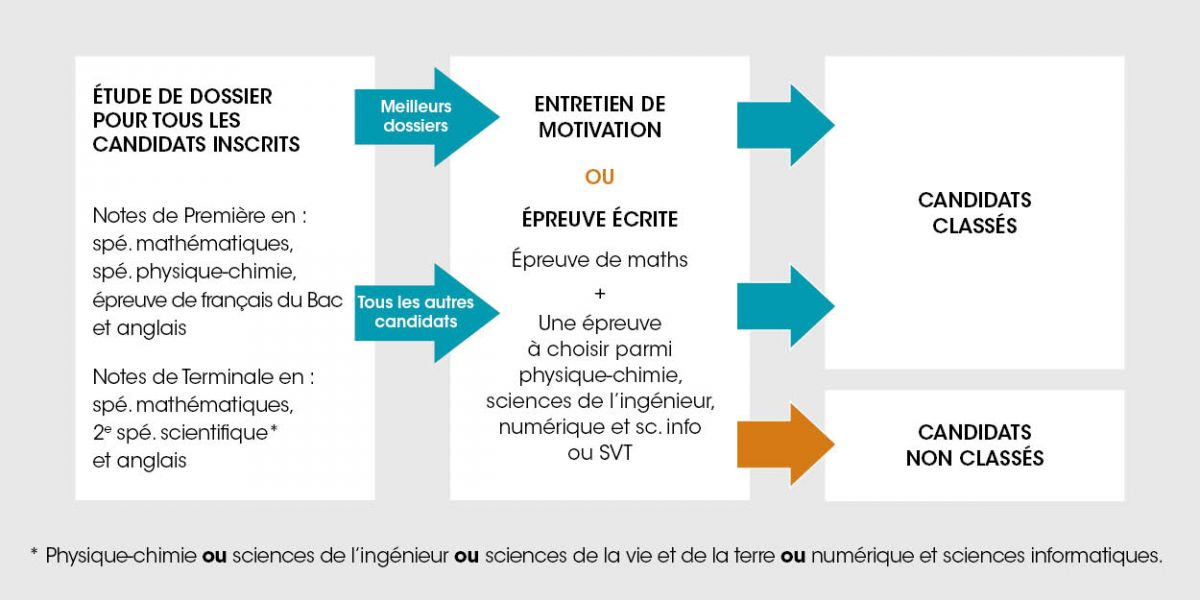 ÉTUDE DE DOSSIER
POUR TOUS LES
CANDIDATS INSCRITS
Notes de Première en :
spé. mathématiques,
spé. physique-chimie,
épreuve de français du Bac
et anglais
Notes de Terminale en :
spé. mathématiques,
2e spé. scientifique*
et anglais
Meilleurs
dossiers
Tous les autres
candidats
ENTRETIEN DE
MOTIVATION
OU
ÉPREUVE ÉCRITE
Épreuve de maths
+
Une épreuve
à choisir parmi
physique-chimie,
sciences de l'ingénieur,
numérique et sc. info
ou SVT
CANDIDATS
CLASSÉS
CANDIDATS
NON CLASSÉS
* Physique-chimie ou sciences de l'ingénieur ou sciences de la vie et de la terre ou numérique et sciences informatiques.